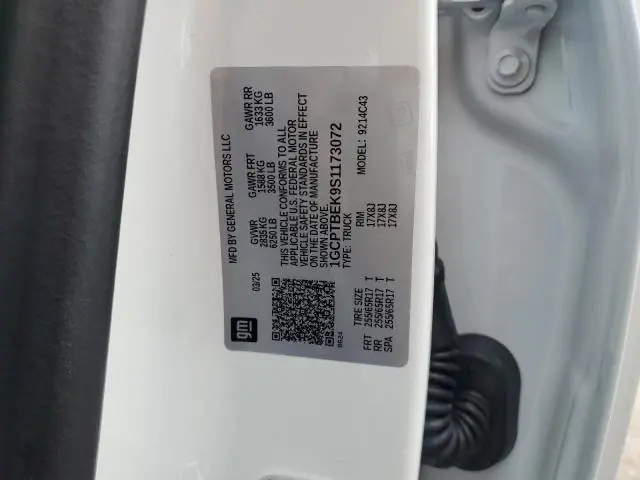 gm
MFD BY GENERAL MOTORS LLC
03/25
GVWR GAWR FRT GAWR RR
2835 KG 1588 KG 1633 KG
6250 LB 3500 LB 3600 LB
THIS VEHICLE CONFORMS TO ALL
APPLICABLE U.S. FEDERAL MOTOR
VEHICLE SAFETY STANDARDS IN EFFECT
ON THE DATE OF MANUFACTURE
SHOWN ABOVE.
1GCPTBEK9S1173072
TYPE: TRUCK MODEL: 9214C43
TIRE SIZE RIM
FRT 255/65R17 T 17X8J
RR 255/65R17 T 17X8J
SPA 255/65R17 T 17X8J